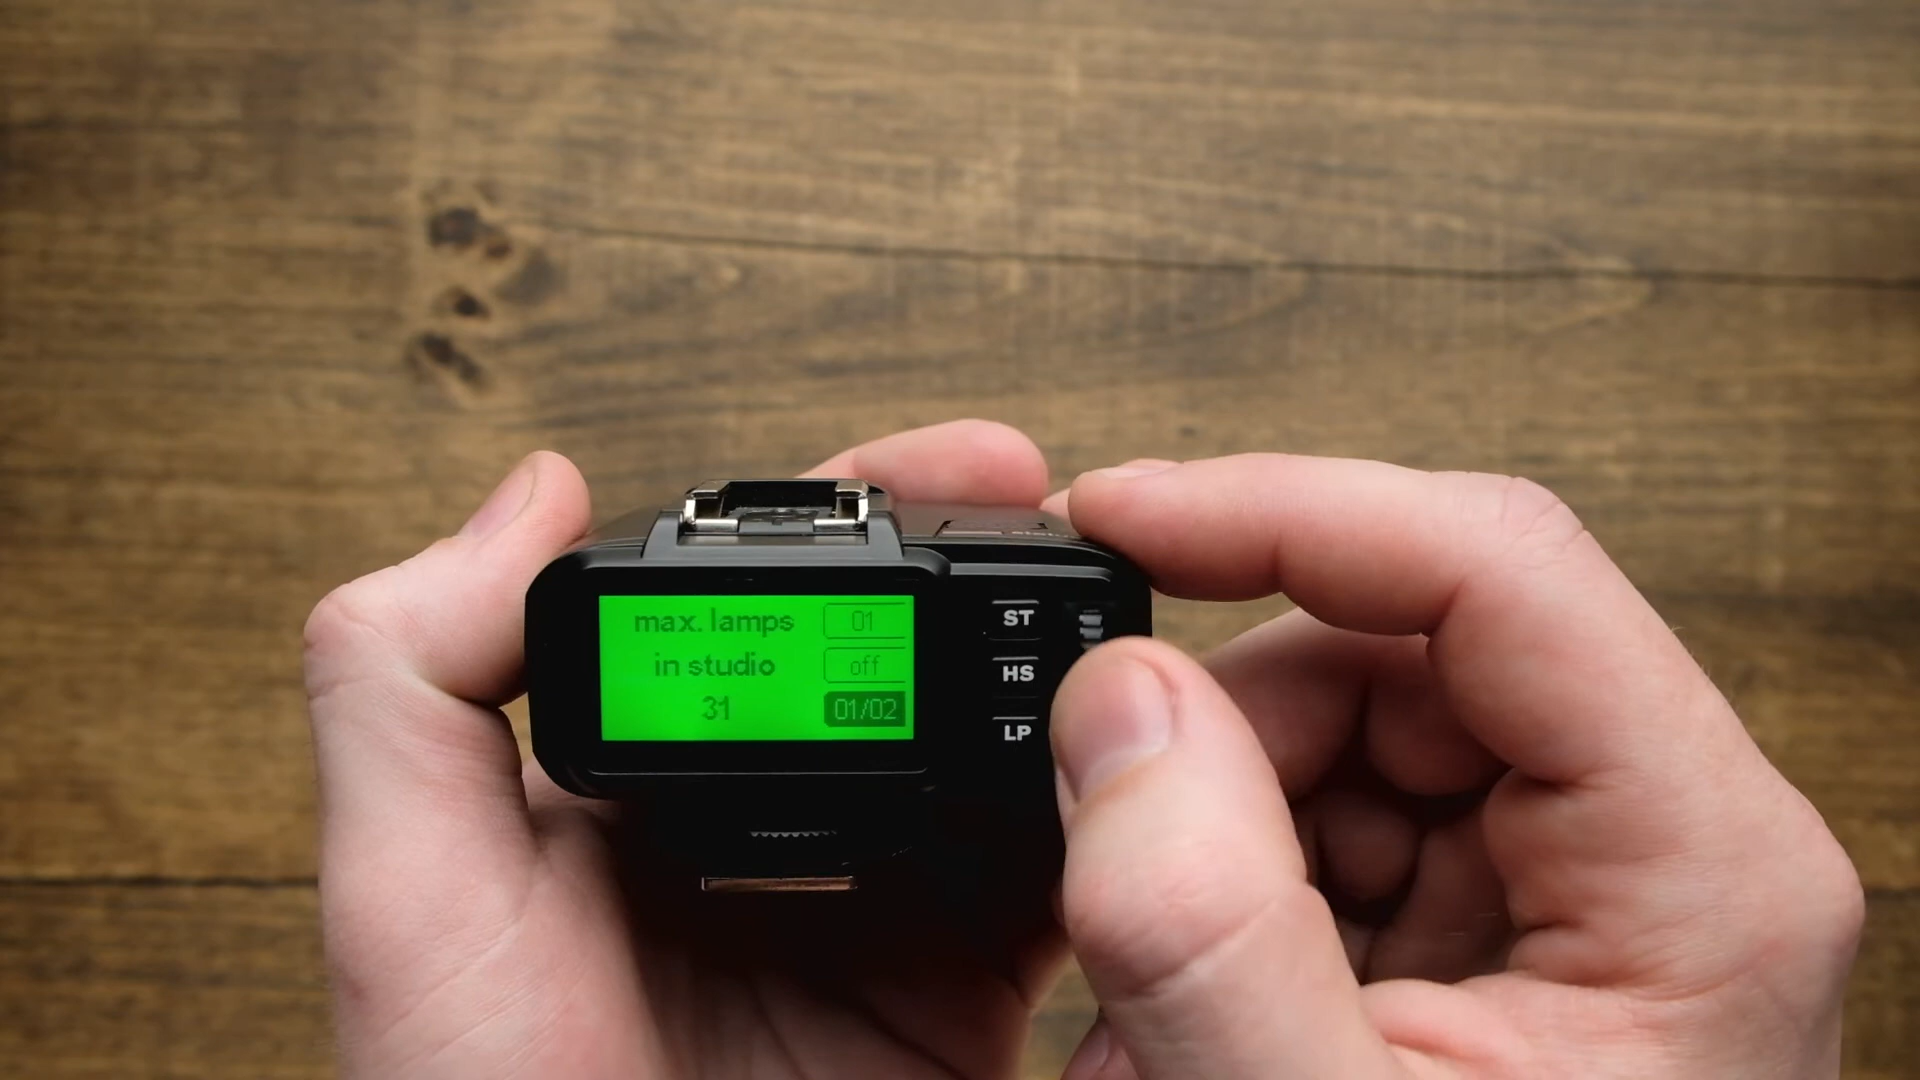 max. lamps 01
in studio off
31 01/02
ST
HS
LP